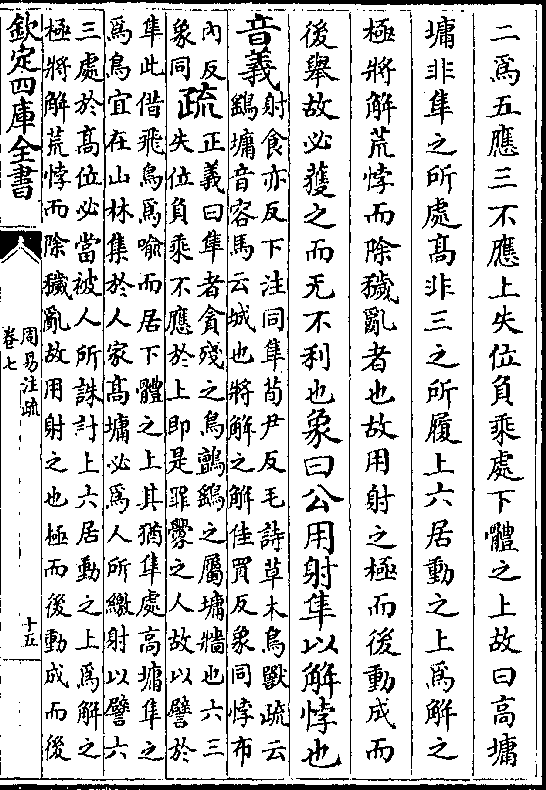 二爲五應三不應上失位負乘處下體之上故曰高墉
墉非隼之所處高非三之所履上六居動之上爲解之
極將解荒悖而除穢亂者也故用射之極而後動成而
後舉故必獲之而无不利也象曰公用射隼以解悖也
音義射食亦反下注同隼荀尹反毛詩草木鳥獸疏云
鷂墉音容馬云城也將解之解佳買反象同悖布
內反
象同疏正義曰隼者貪殘之鳥鸇鷂之屬墉牆也六三
失位負乘不應於上即是罪釁之人故以譬於
隼此借飛鳥爲喻而居下體之上其猶隼處高墉隼之
爲鳥宜在山林集於人家高墉必爲人所繳射以譬六
三處於高位必當被人所誅討上六居動之上爲解之
極將解荒悖而除穢亂故用射之也極而後動成而後
欽定四庫全書
周易注疏
卷七
十五